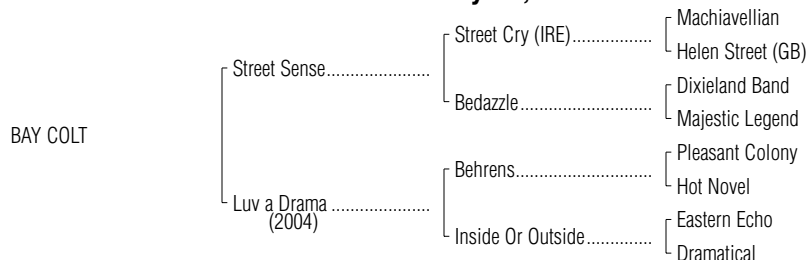 Machiavellian
Street Cry (IRE)................
Helen Street (GB)
Street Sense......................
Dixieland Band
Bedazzle..........................
Majestic Legend
BAY COLT
Pleasant Colony
Behrens...........................
Hot Novel
Luv a Drama .....................
(2004)
Eastern Echo
Inside Or Outside.............
Dramatical